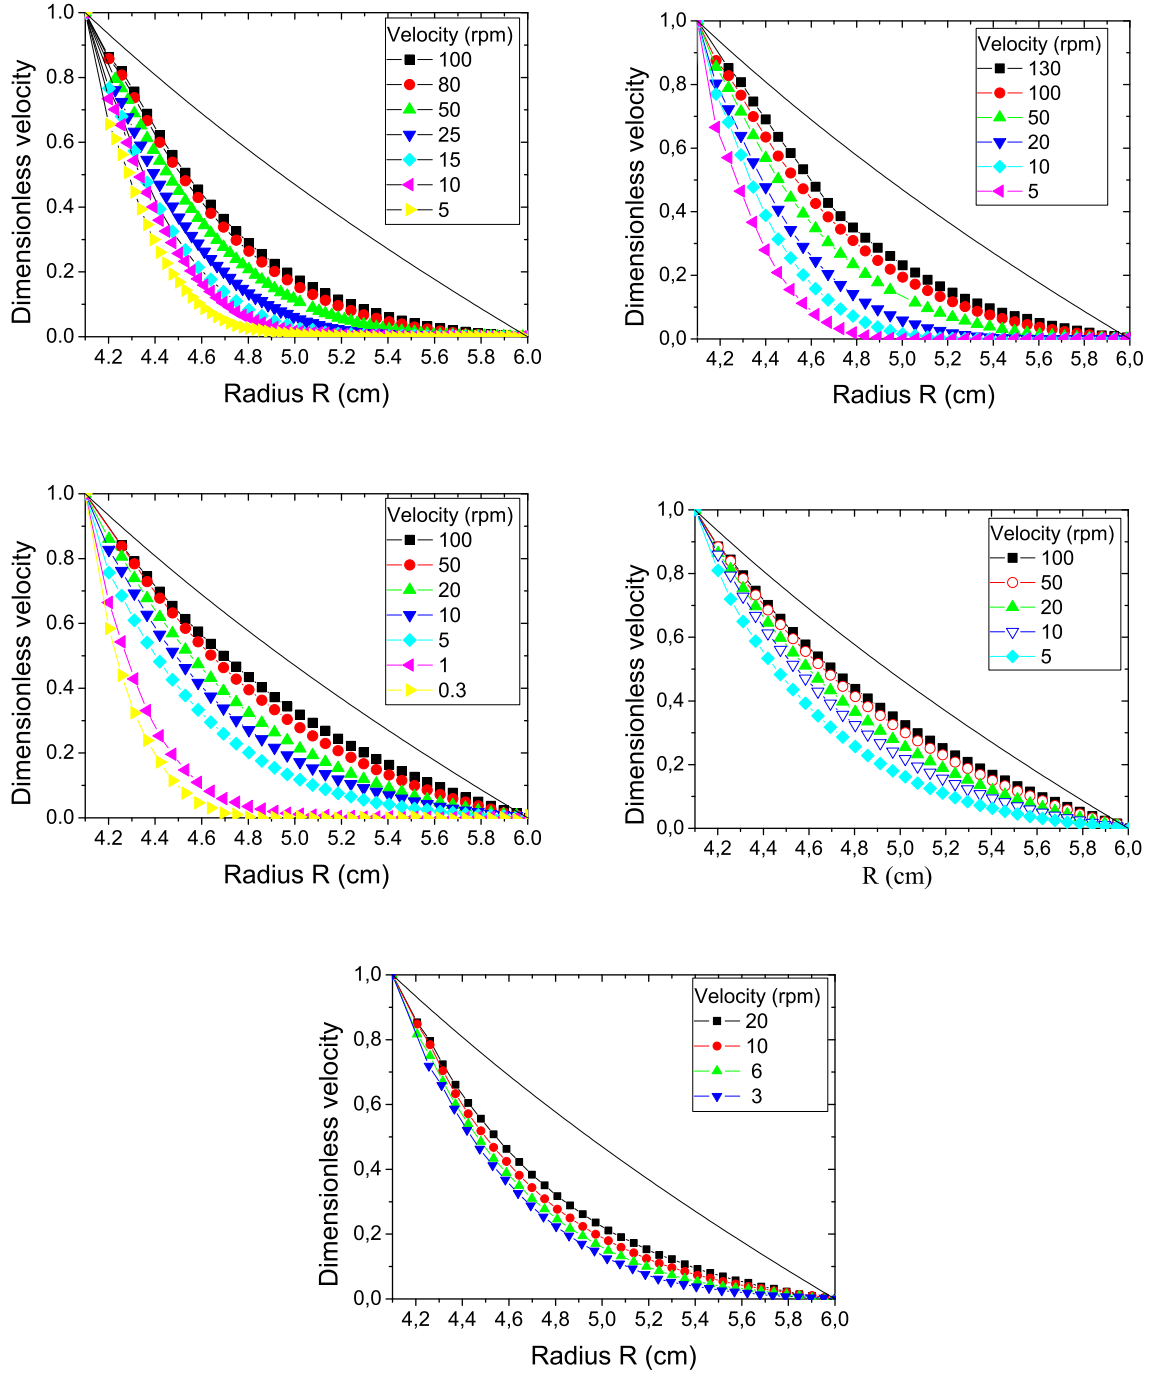 Dimensionless velocity
1.0
0.8
0.6
0.4
0.2
0.0
Velocity (rpm)
100
80
50
25
15
10
5
4.2 4.4 4.6 4.8 5.0 5.2 5.4 5.6 5.8 6.0
Radius R (cm)
Dimensionless velocity
1,0
0,8
0,6
0,4
0,2
0,0
Velocity (rpm)
130
100
50
20
10
5
4,2 4,4 4,6 4,8 5,0 5,2 5,4 5,6 5,8 6,0
Radius R (cm)
Dimensionless velocity
1.0
0.8
0.6
0.4
0.2
0.0
Velocity (rpm)
100
50
20
10
5
1
0.3
4.2 4.4 4.6 4.8 5.0 5.2 5.4 5.6 5.8 6.0
Radius R (cm)
Dimensionless velocity
1,0
0,8
0,6
0,4
0,2
0,0
Velocity (rpm)
100
50
20
10
5
4,2 4,4 4,6 4,8 5,0 5,2 5,4 5,6 5,8 6,0
R (cm)
Dimensionless velocity
1,0
0,8
0,6
0,4
0,2
0,0
Velocity (rpm)
20
10
6
3
4,2 4,4 4,6 4,8 5,0 5,2 5,4 5,6 5,8 6,0
Radius R (cm)